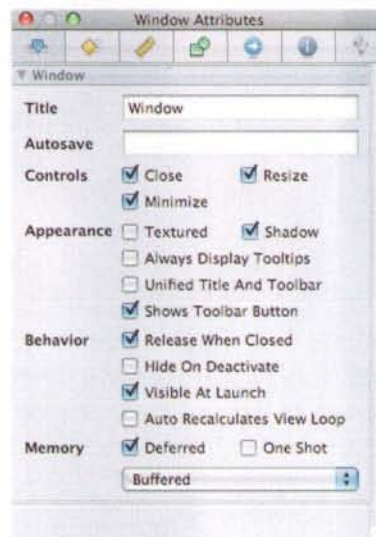 Window Attributes
Window
Title Window
Autosave
Controls Close Resize
Minimize
Appearance Textured Shadow
Always Display Tooltips
Unified Title And Toolbar
Shows Toolbar Button
Behavior Release When Closed
Hide On Deactivate
Visible At Launch
Auto Recalculates View Loop
Memory Deferred One Shot
Buffered